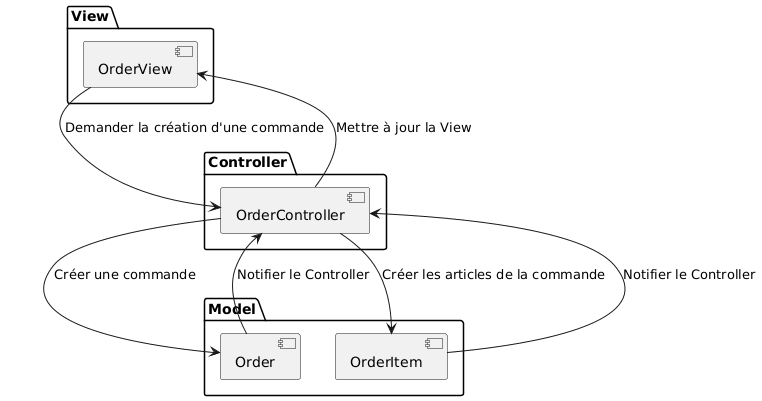 View
OrderView
Demander la création d'une commande
Mettre à jour la View
Controller
OrderController
Créer une commande
Notifier le Controller
Créer les articles de la commande
Notifier le Controller
Model
Order
OrderItem